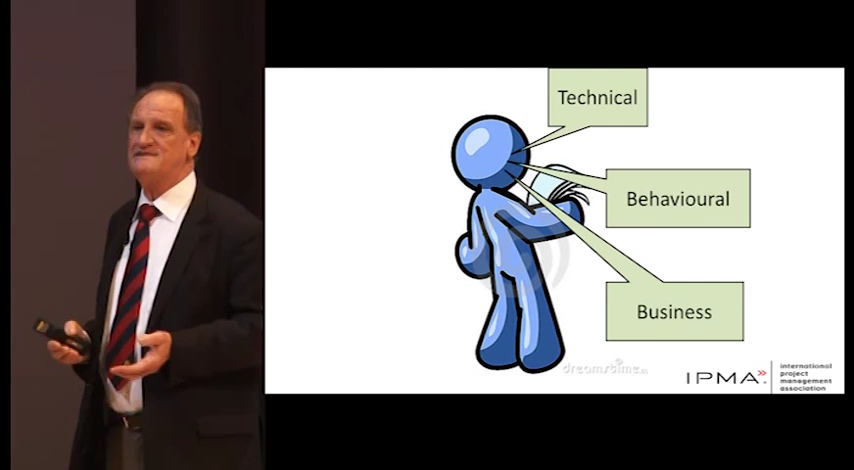 Technical
Behavioural
Business
dreamstime
IPMA
international
project
management
association